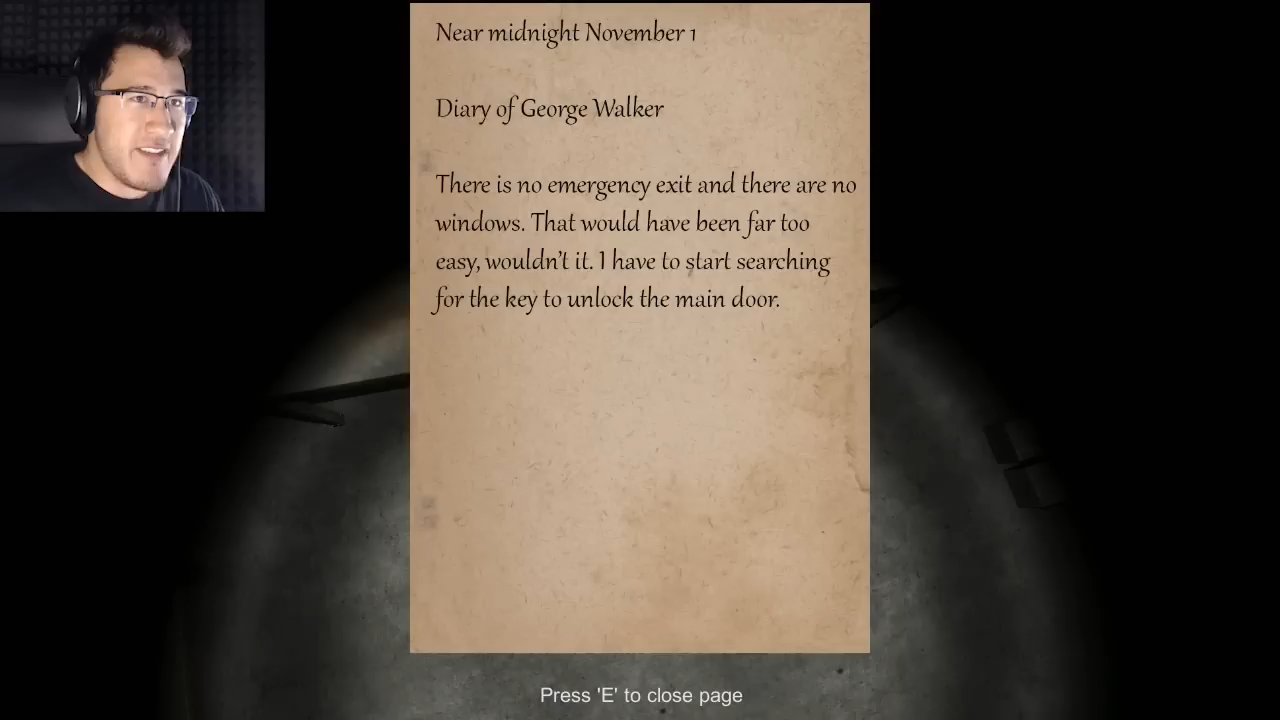 Near midnight November 1
Diary of George Walker
There is no emergency exit and there are no
windows. That would have been far too
easy, wouldn't it. I have to start searching
for the key to unlock the main door.
Press 'E' to close page